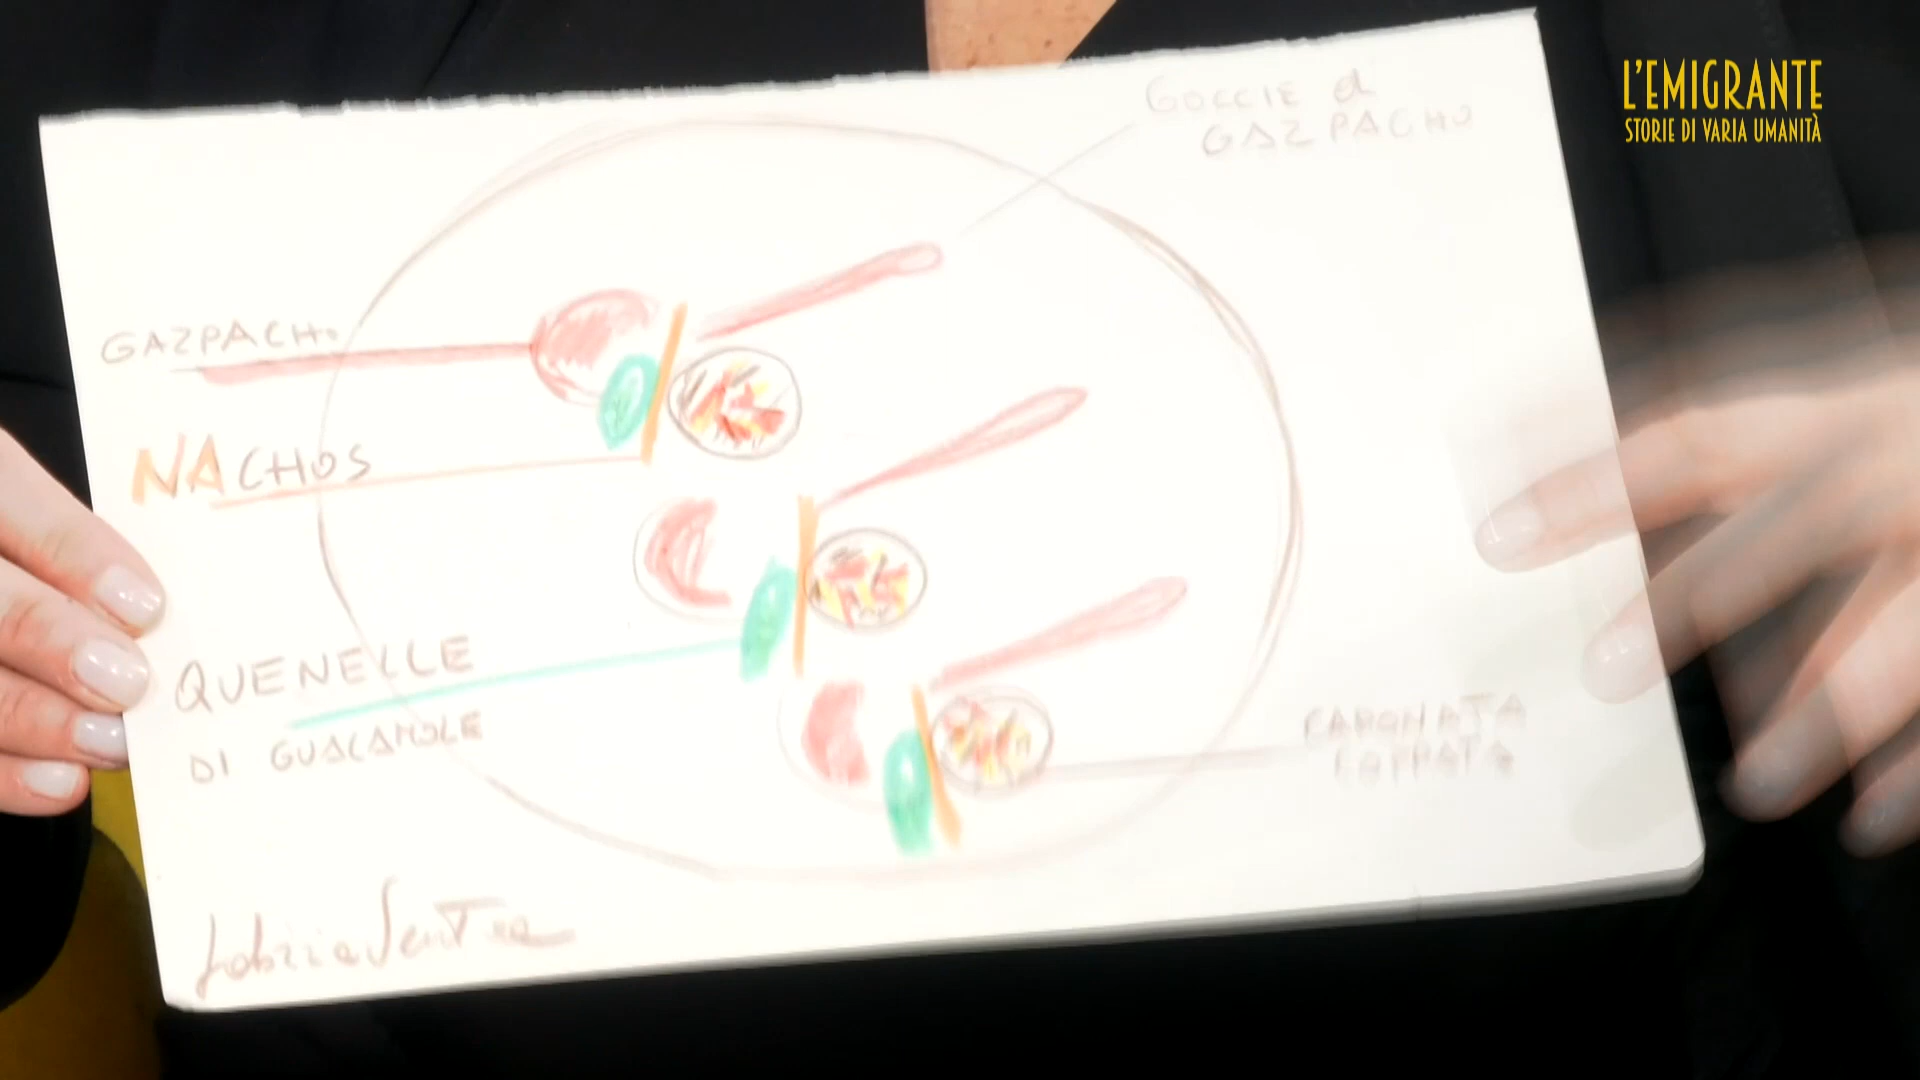 L'EMIGRANTE
STORIE DI VARIA UMANITÀ
GOCCIE di
GAZPACHO
GAZPACHO
NACHOS
QUENELLE
DI GUACAMOLE
CAPONATA